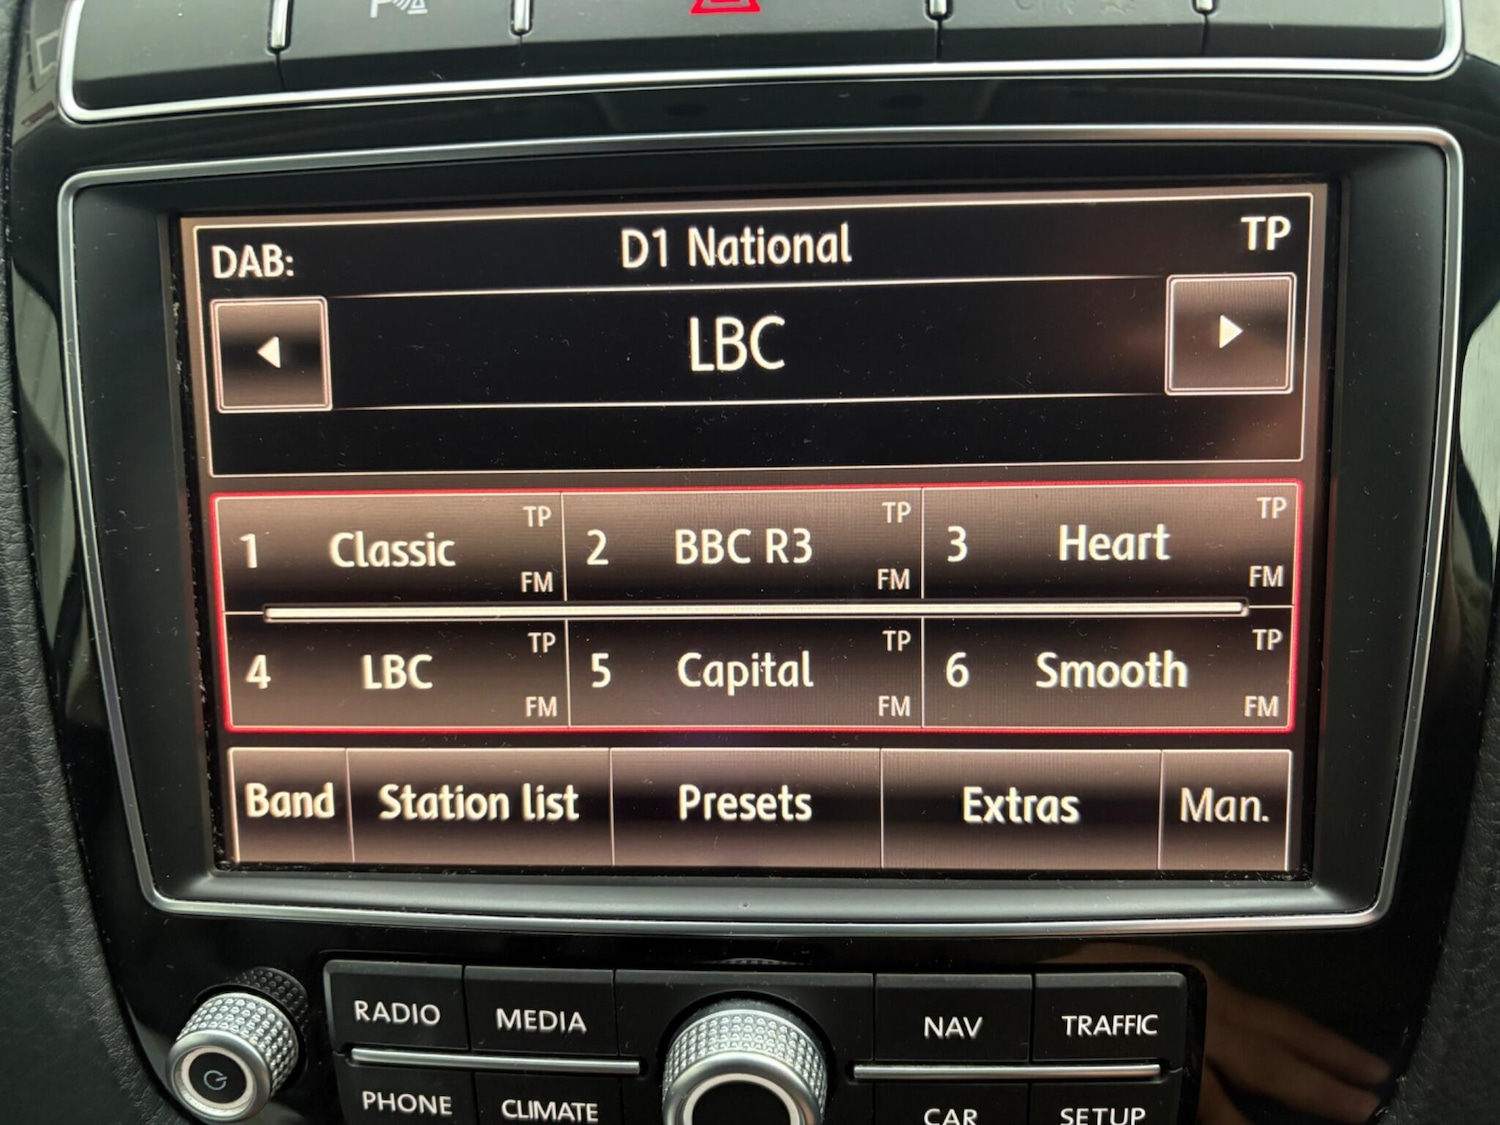 P
DAB:
D1 National
TP
LBC
1 Classic TP FM
2 BBC R3 TP FM
3 Heart TP FM
4 LBC TP FM
5 Capital TP FM
6 Smooth TP FM
Band Station list Presets Extras Man.
RADIO MEDIA NAV TRAFFIC
PHONE CLIMATE CAR SETUP